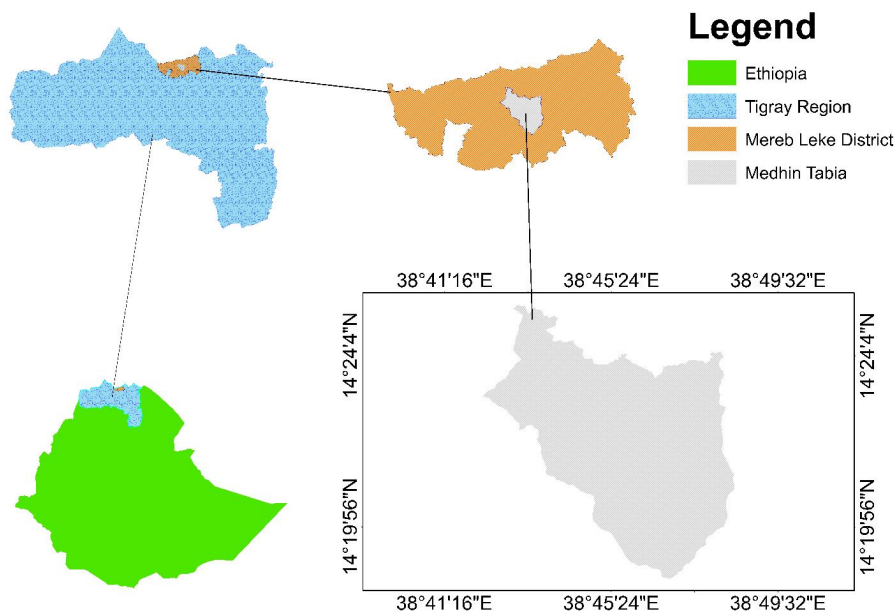 Legend
Ethiopia
Tigray Region
Mereb Leke District
Medhin Tabia
38°41'16"E 38°45'24"E 38°49'32"E
14°24'4"N 14°24'4"N
14°19'56"N 14°19'56"N
38°41'16"E 38°45'24"E 38°49'32"E